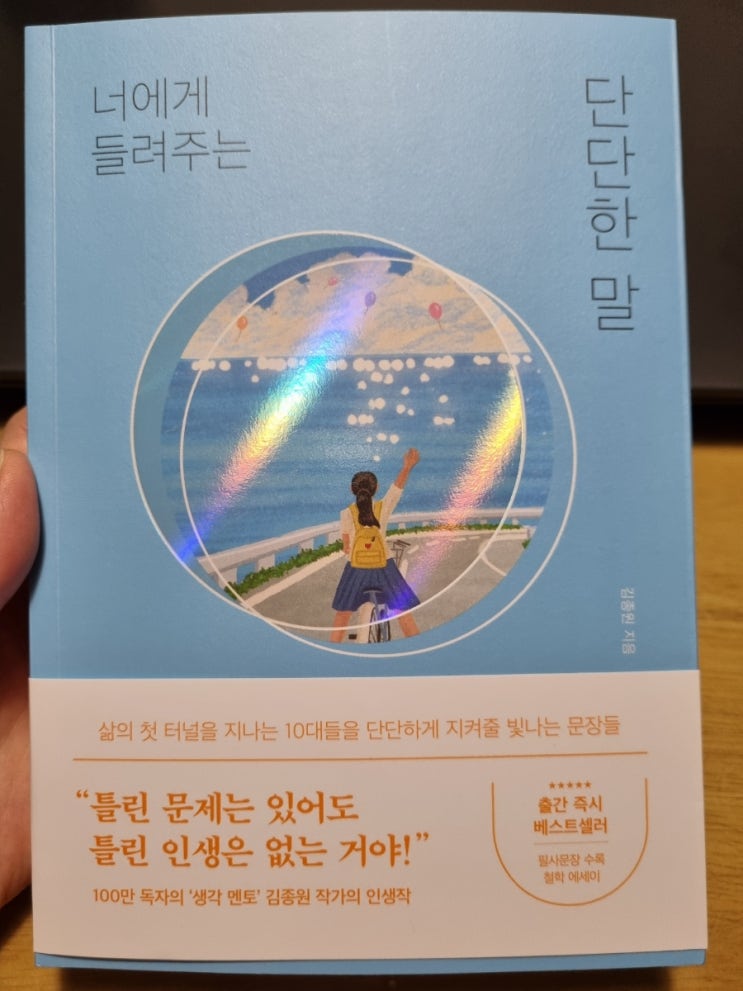 너에게
들려주는
단단한 말
김종원 지음
삶의 첫 터널을 지나는 10대들을 단단하게 지켜줄 빛나는 문장들
“틀린 문제는 있어도
틀린 인생은 없는 거야!”
100만 독자의 ‘생각 멘토’ 김종원 작가의 인생작
★★★★★
출간 즉시
베스트셀러
필사문장 수록
철학 에세이